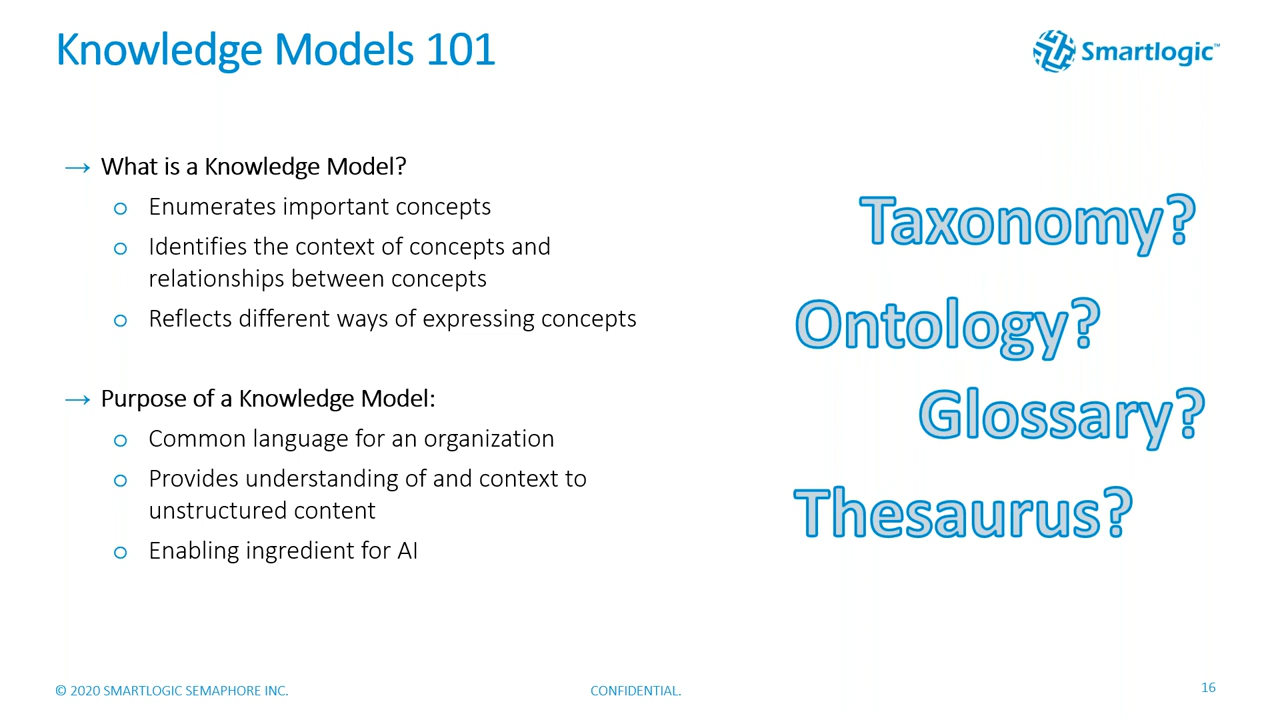 Knowledge Models 101
Smartlogic™
→ What is a Knowledge Model?
o Enumerates important concepts
o Identifies the context of concepts and
relationships between concepts
o Reflects different ways of expressing concepts
→ Purpose of a Knowledge Model:
o Common language for an organization
o Provides understanding of and context to
unstructured content
o Enabling ingredient for AI
Taxonomy?
Ontology?
Glossary?
Thesaurus?
© 2020 SMARTLOGIC SEMAPHORE INC.
CONFIDENTIAL.
16